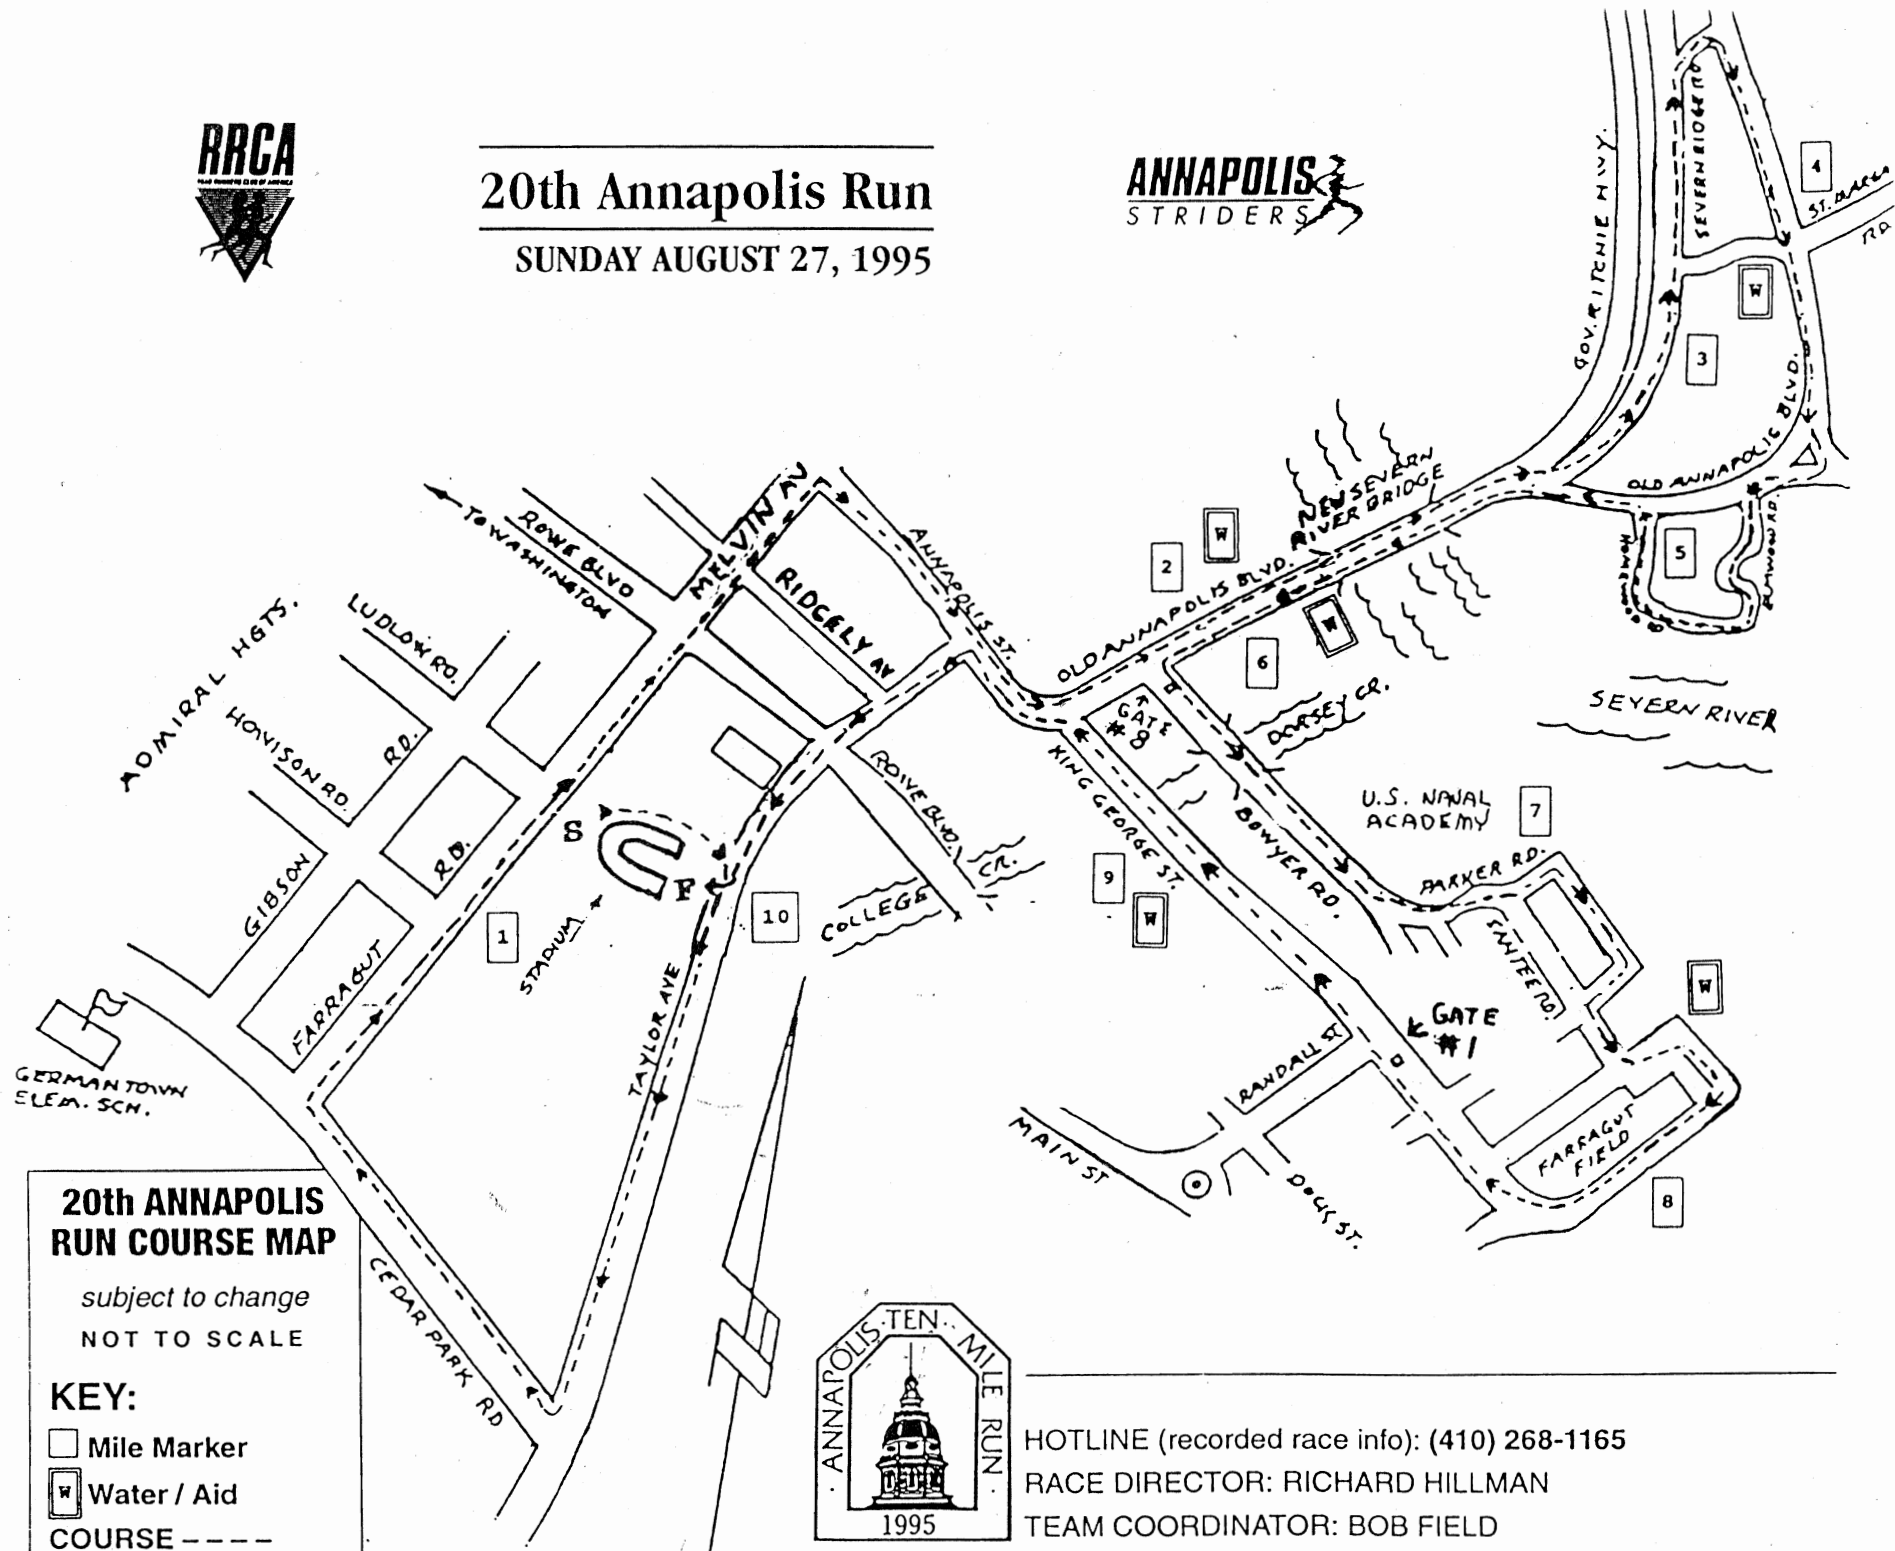 RRCA
ROAD RUNNERS CLUB OF AMERICA
20th Annapolis Run
SUNDAY AUGUST 27, 1995
ANNAPOLIS
STRIDERS
GOV. RITCHIE HWY.
SEVERN RIDGE RD
4
ST. MARGS
RD
W
3
OLD ANNAPOLIS BLVD.
5
NEW SEVERN
RIVER BRIDGE
2
W
OLD ANNAPOLIS BLVD.
W
6
SEVERN RIVER
DORSEY CR.
MELVIN AV
ANNAPOLIS ST.
ROWE BLVD
TO WASHINGTON
RIDGELY AV
ADMIRAL HGTS.
LUDLOW RD.
HOVISON RD.
RD.
RD.
GIBSON
FARRAGUT
GERMANTOWN
ELEM. SCH.
S
F
STADIUM
1
10
TAYLOR AVE
ROWE BLVD.
COLLEGE
CR.
GATE
#8
KING GEORGE ST.
BOWYER RD.
U.S. NAVAL
ACADEMY
7
PARKER RD.
SANTEE RD.
9
W
W
GATE
#1
RANDALL ST
MAIN ST
DOCK ST.
FARRAGUT
FIELD
8
CEDAR PARK RD
20th ANNAPOLIS
RUN COURSE MAP
subject to change
NOT TO SCALE
KEY:
Mile Marker
W Water / Aid
COURSE ----
· ANNAPOLIS · TEN · MILE RUN ·
1995
HOTLINE (recorded race info): (410) 268-1165
RACE DIRECTOR: RICHARD HILLMAN
TEAM COORDINATOR: BOB FIELD